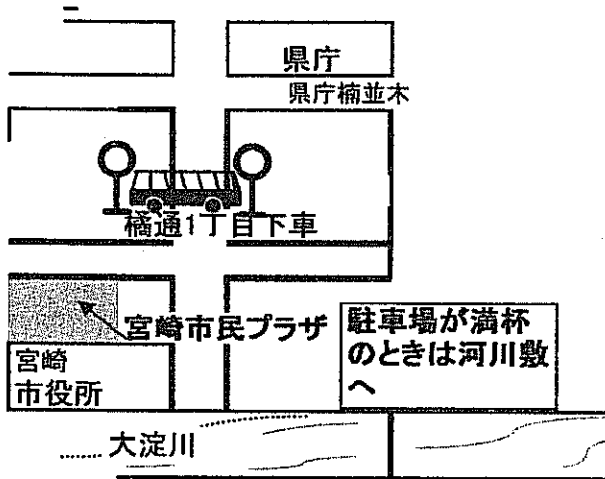 県庁
県庁楠並木
橘通1丁目下車
宮崎市民プラザ
駐車場が満杯
のときは河川敷
へ
宮崎
市役所
大淀川